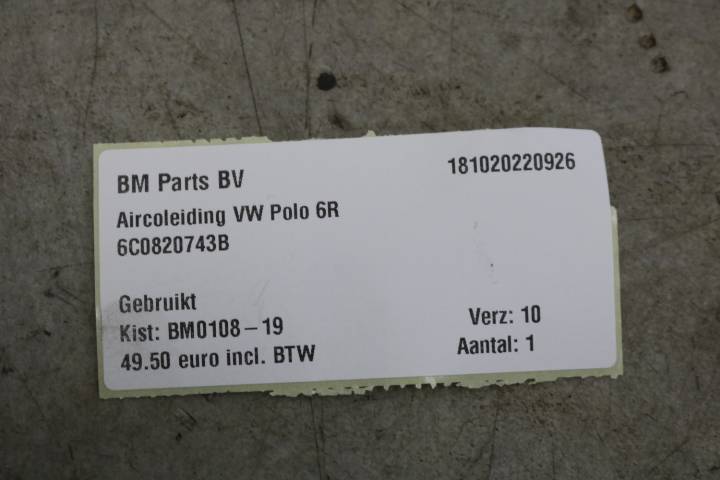 BM Parts BV
181020220926
Aircoleiding VW Polo 6R
6C0820743B
Gebruikt
Kist: BM0108-19
49.50 euro incl. BTW
Verz: 10
Aantal: 1